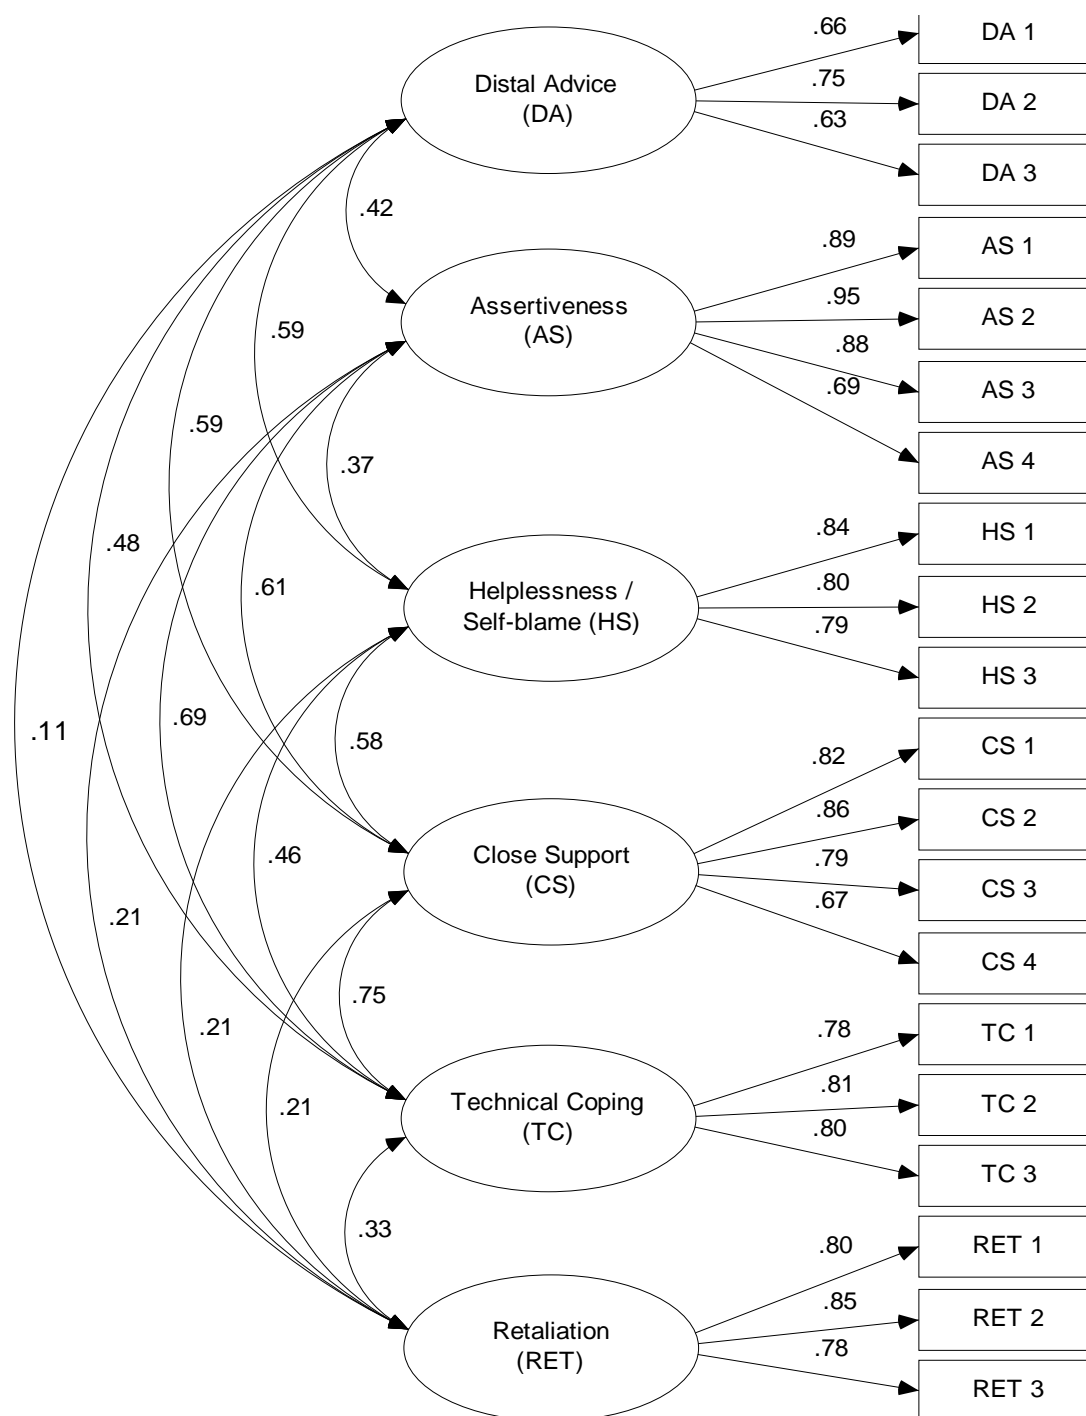 .66
DA 1
Distal Advice
(DA)
.75
DA 2
.63
DA 3
.42
.89
AS 1
Assertiveness
(AS)
.95
AS 2
.88
AS 3
.69
AS 4
.59
.59
.37
.48
.84
HS 1
Helplessness /
Self-blame (HS)
.80
HS 2
.79
HS 3
.61
.11
.69
.58
.82
CS 1
Close Support
(CS)
.86
CS 2
.79
CS 3
.67
CS 4
.46
.21
.75
.21
.78
TC 1
Technical Coping
(TC)
.81
TC 2
.80
TC 3
.21
.33
.80
RET 1
Retaliation
(RET)
.85
RET 2
.78
RET 3